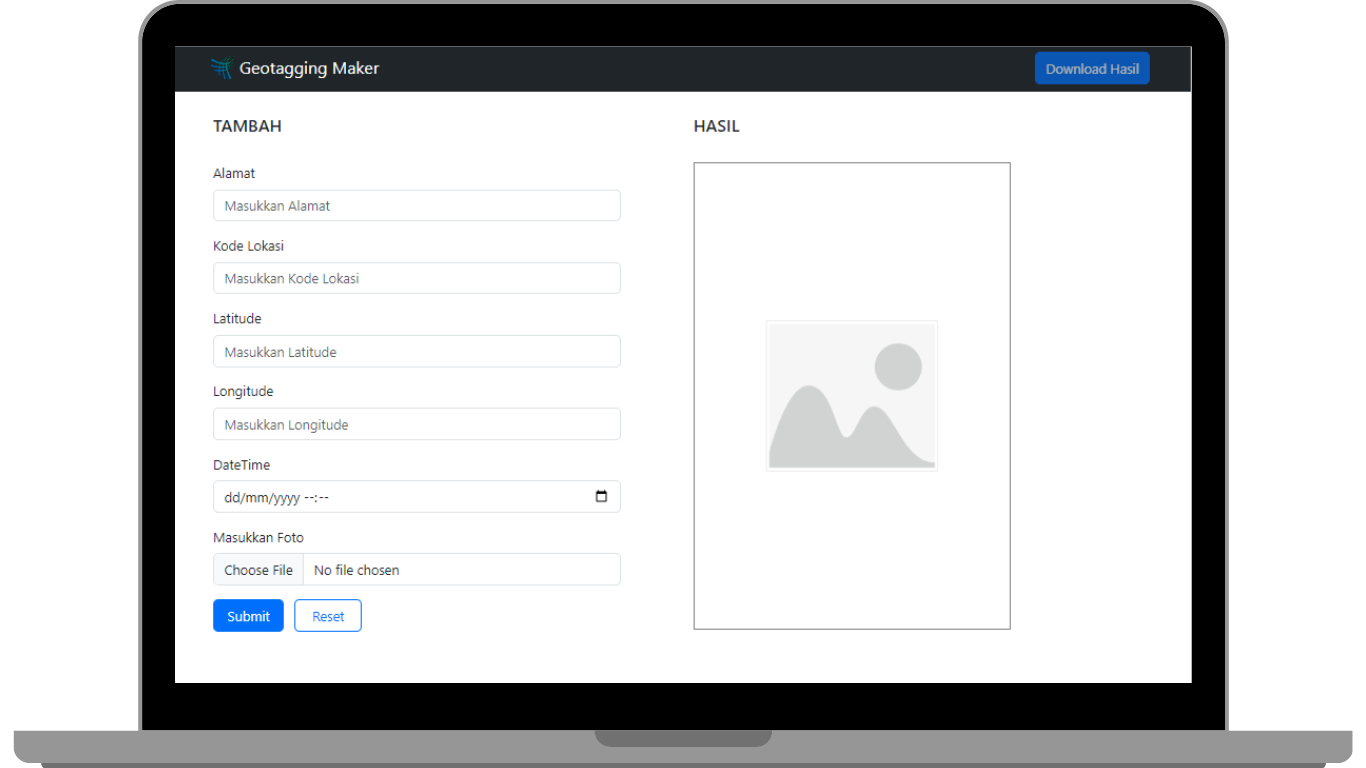 Geotagging Maker
Download Hasil
TAMBAH
Alamat
Masukkan Alamat
Kode Lokasi
Masukkan Kode Lokasi
Latitude
Masukkan Latitude
Longitude
Masukkan Longitude
DateTime
dd/mm/yyyy --:--
Masukkan Foto
Choose File No file chosen
Submit Reset
HASIL